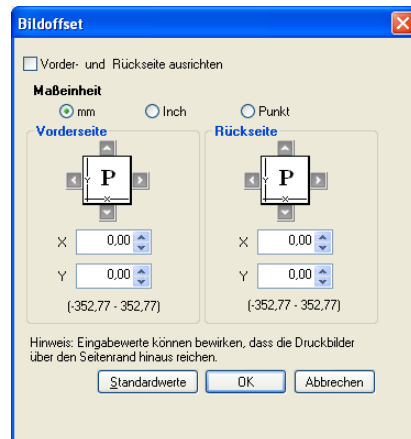 Bildoffset
Vorder- und Rückseite ausrichten
Maßeinheit
mm Inch Punkt
Vorderseite Rückseite
Y P Y P
X X
X 0,00 X 0,00
Y 0,00 Y 0,00
(-352,77 - 352,77) (-352,77 - 352,77)
Hinweis: Eingabewerte können bewirken, dass die Druckbilder
über den Seitenrand hinaus reichen.
Standardwerte OK Abbrechen